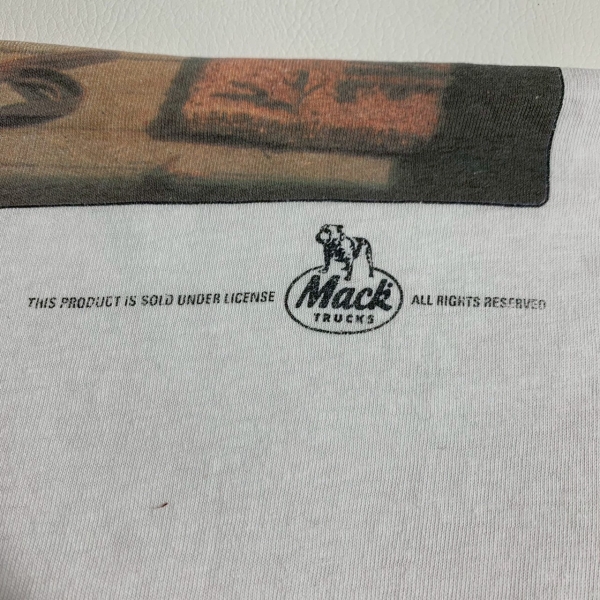 THIS PRODUCT IS SOLD UNDER LICENSE
Mack
TRUCKS
ALL RIGHTS RESERVED